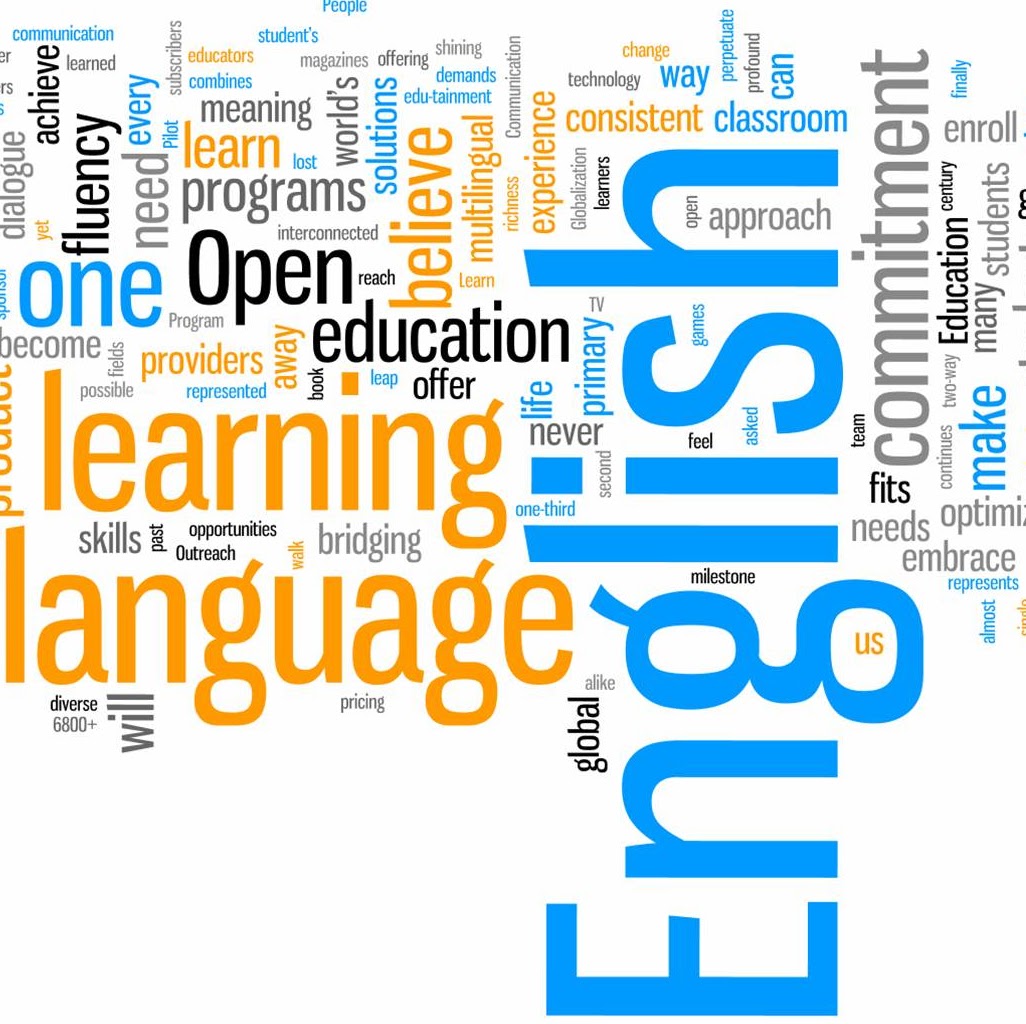 People
communication
student's
subscribers
educators
magazines
offering
shining
Communication
change
perpetuate
profound
achieve
learned
combines
demands
edu-tainment
technology
way
can
finally
every
Pilot
meaning
world's
solutions
experience
consistent
classroom
commitment
enroll
dialogue
fluency
need
learn
lost
programs
believe
multilingual
richness
Globalization
learners
open
approach
century
students
yet
interconnected
Open
reach
Learn
one
Program
education
TV
games
English
Education
many
become
fields
providers
away
book
primary
possible
represented
leap
offer
life
asked
two-way
make
learning
never
feel
team
second
continues
fits
one-third
skills
past
opportunities
Outreach
walk
bridging
needs
embrace
represents
language
milestone
us
almost
diverse
6800+
will
pricing
alike
global